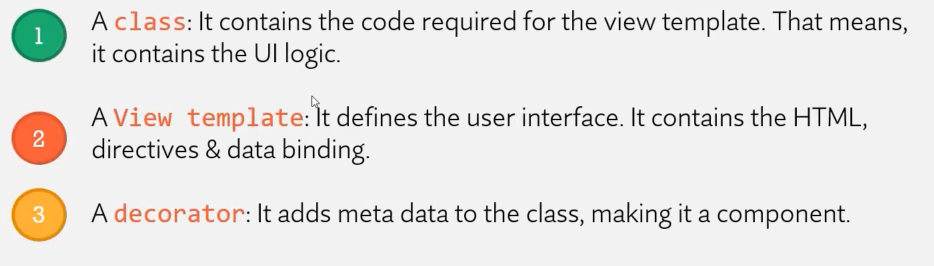 1
A class: It contains the code required for the view template. That means,
it contains the UI logic.
2
A View template: It defines the user interface. It contains the HTML,
directives & data binding.
3
A decorator: It adds meta data to the class, making it a component.